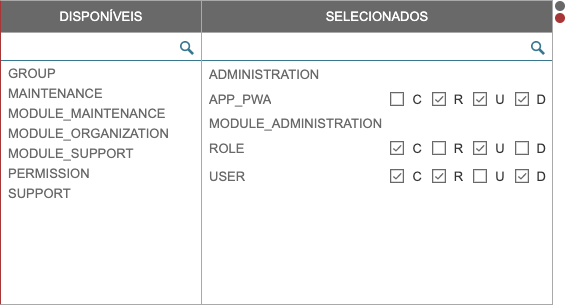 DISPONÍVEIS
SELECIONADOS
GROUP
MAINTENANCE
MODULE_MAINTENANCE
MODULE_ORGANIZATION
MODULE_SUPPORT
PERMISSION
SUPPORT
ADMINISTRATION
APP_PWA C R U D
MODULE_ADMINISTRATION
ROLE C R U D
USER C R U D